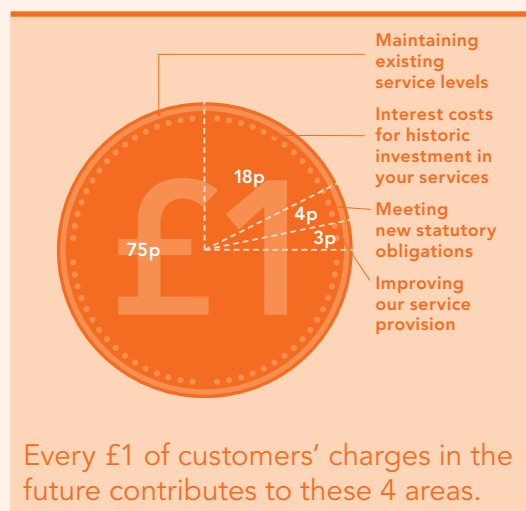 Maintaining
existing
service levels
Interest costs
for historic
investment in
your services
Meeting
new statutory
obligations
Improving
our service
provision
£1
18p
4p
3p
75p
Every £1 of customers’ charges in the
future contributes to these 4 areas.